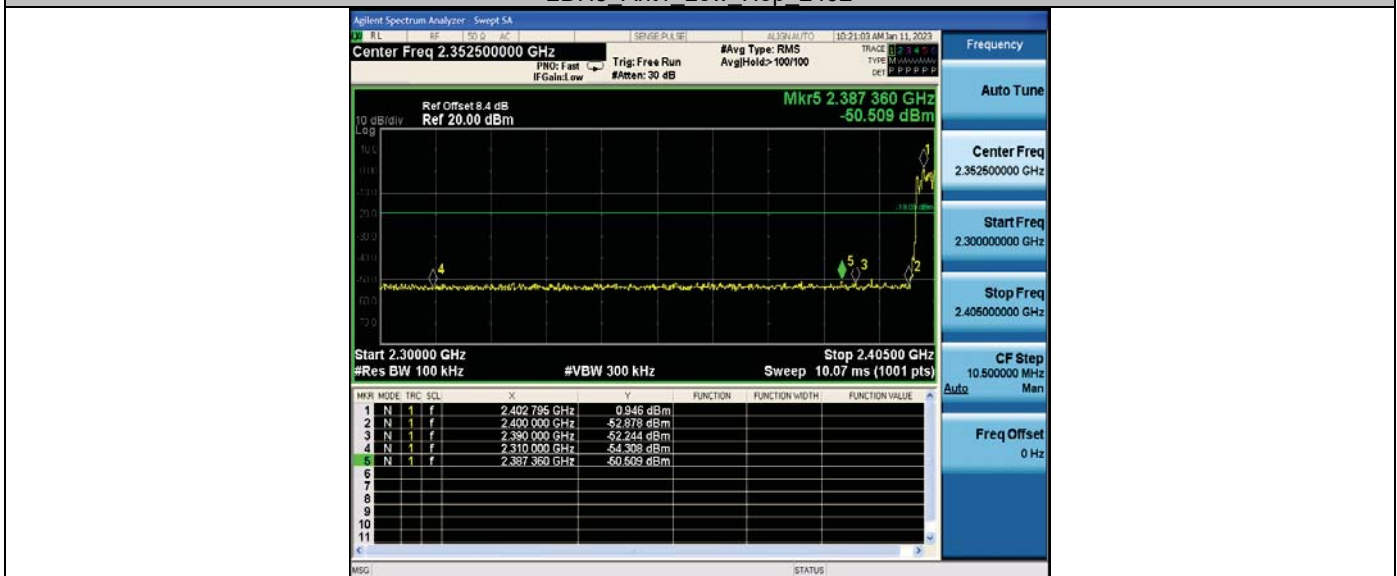 Agilent Spectrum Analyzer - Swept SA
RL RF 50 Ω AC SENSE:PULSE ALIGN AUTO 10:21:03 AM Jan 11, 2023
Center Freq 2.352500000 GHz
PNO: Fast
IFGain:Low
Trig: Free Run
#Atten: 30 dB
#Avg Type: RMS
Avg|Hold:> 100/100
TRACE 1 2 3 4 5 6
TYPE M
DET P P P P P P
Frequency
Auto Tune
Mkr5 2.387 360 GHz
-50.509 dBm
Ref Offset 8.4 dB
Ref 20.00 dBm
10 dB/div
Log
1
4
5
3
2
Center Freq
2.352500000 GHz
Start Freq
2.300000000 GHz
Stop Freq
2.405000000 GHz
CF Step
10.500000 MHz
Auto Man
Freq Offset
0 Hz
Start 2.30000 GHz Stop 2.40500 GHz
#Res BW 100 kHz #VBW 300 kHz Sweep 10.07 ms (1001 pts)
MKR MODE TRC SCL X Y FUNCTION FUNCTION WIDTH FUNCTION VALUE
1 N 1 f 2.402 795 GHz 0.946 dBm
2 N 1 f 2.400 000 GHz -52.878 dBm
3 N 1 f 2.390 000 GHz -52.244 dBm
4 N 1 f 2.310 000 GHz -54.308 dBm
5 N 1 f 2.387 360 GHz -50.509 dBm
6
7
8
9
10
11
MSG STATUS